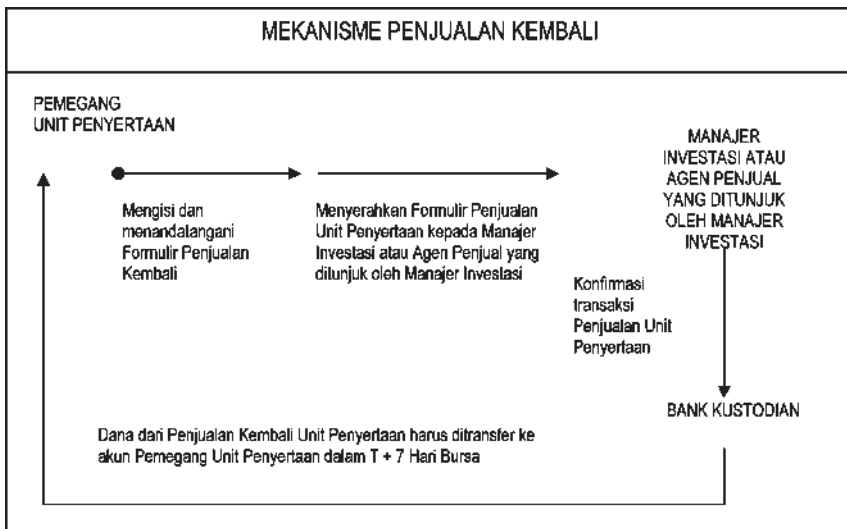 MEKANISME PENJUALAN KEMBALI
PEMEGANG
UNIT PENYERTAAN
Mengisi dan
menandatangani
Formulir Penjualan
Kembali
Menyerahkan Formulir Penjualan
Unit Penyertaan kepada Manajer
Investasi atau Agen Penjual yang
ditunjuk oleh Manajer Investasi
MANAJER
INVESTASI ATAU
AGEN PENJUAL
YANG DITUNJUK
OLEH MANAJER
INVESTASI
Konfirmasi
transaksi
Penjualan Unit
Penyertaan
BANK KUSTODIAN
Dana dari Penjualan Kembali Unit Penyertaan harus ditransfer ke
akun Pemegang Unit Penyertaan dalam T + 7 Hari Bursa